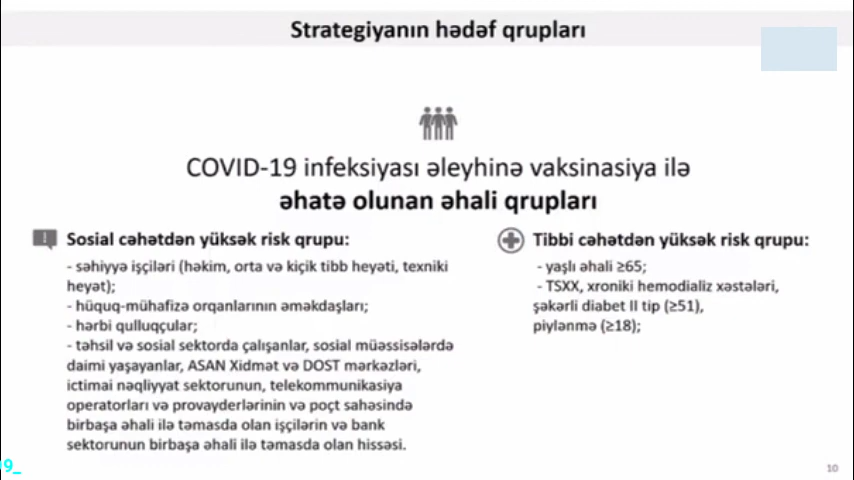 Strategiyanın hədəf qrupları
COVID-19 infeksiyası əleyhinə vaksinasiya ilə
əhatə olunan əhali qrupları
Sosial cəhətdən yüksək risk qrupu:
- səhiyyə işçiləri (həkim, orta və kiçik tibb heyəti, texniki
heyət);
- hüquq-mühafizə orqanlarının əməkdaşları;
- hərbi qulluqçular;
- təhsil və sosial sektorda çalışanlar, sosial müəssisələrdə
daimi yaşayanlar, ASAN Xidmət və DOST mərkəzləri,
ictimai nəqliyyat sektorunun, telekommunikasiya
operatorları və provayderlərinin və poçt sahəsində
birbaşa əhali ilə təmasda olan işçilərin və bank
sektorunun birbaşa əhali ilə təmasda olan hissəsi.
Tibbi cəhətdən yüksək risk qrupu:
- yaşlı əhali ≥65;
- TSXX, xroniki hemodializ xəstələri,
şəkərli diabet II tip (≥51),
piylənmə (≥18);
9_
10